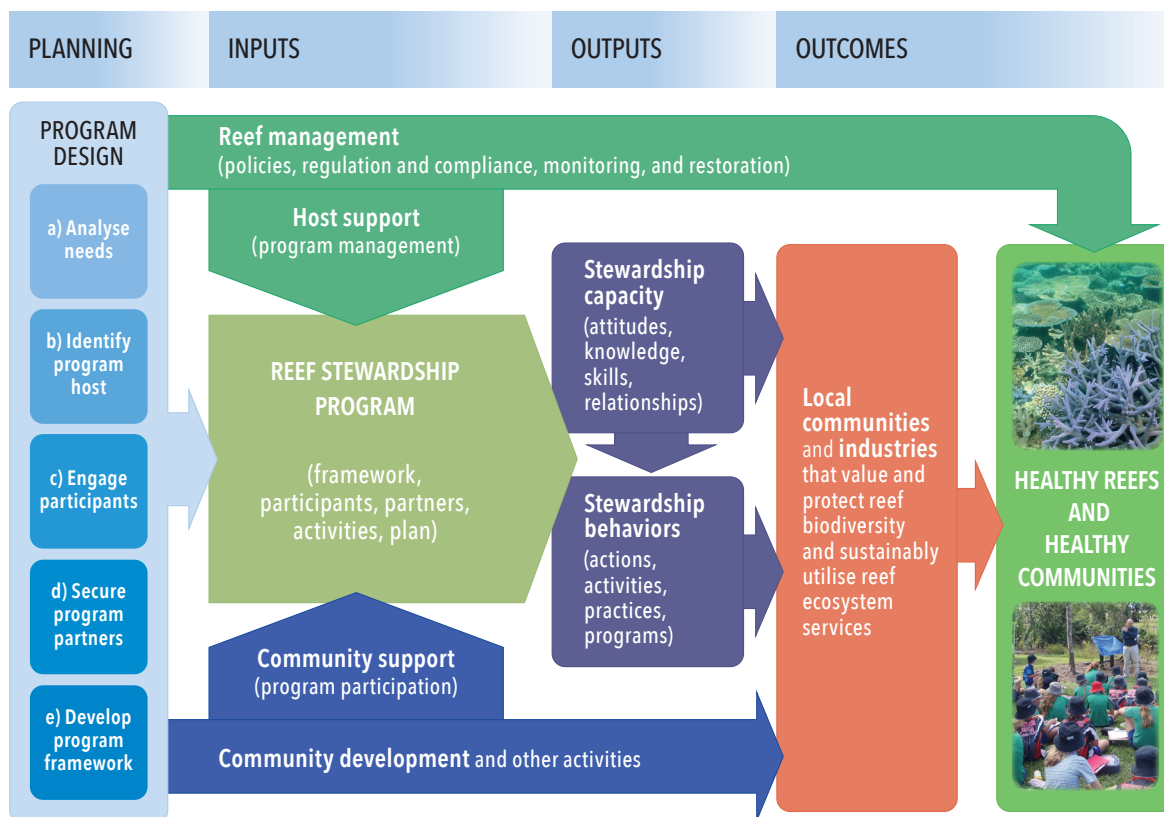 PLANNING
INPUTS
OUTPUTS
OUTCOMES
PROGRAM
DESIGN
a) Analyse
needs
b) Identify
program
host
c) Engage
participants
d) Secure
program
partners
e) Develop
program
framework
Reef management
(policies, regulation and compliance, monitoring, and restoration)
Host support
(program management)
REEF STEWARDSHIP
PROGRAM
(framework,
participants, partners,
activities, plan)
Community support
(program participation)
Community development and other activities
Stewardship
capacity
(attitudes,
knowledge,
skills,
relationships)
Stewardship
behaviors
(actions,
activities,
practices,
programs)
Local
communities
and industries
that value and
protect reef
biodiversity
and sustainably
utilise reef
ecosystem
services
HEALTHY REEFS
AND
HEALTHY
COMMUNITIES